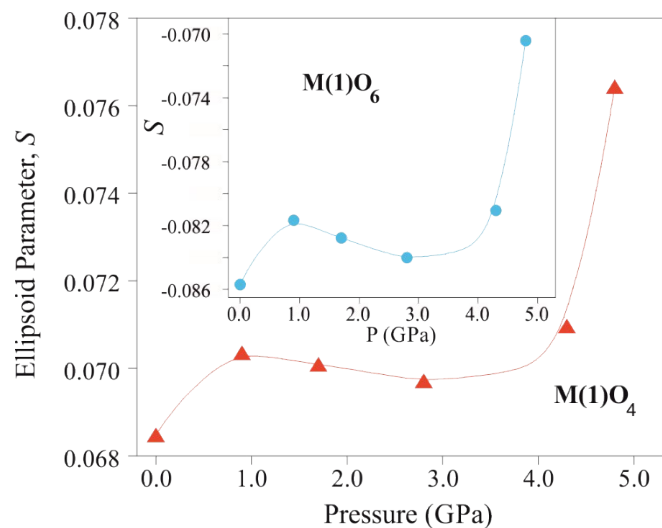 0.078
0.076
0.074
0.072
0.070
0.068
Ellipsoid Parameter, S
-0.070
-0.074
-0.078
-0.082
-0.086
S
M(1)O6
0.0 1.0 2.0 3.0 4.0 5.0
P (GPa)
M(1)O4
0.0 1.0 2.0 3.0 4.0 5.0
Pressure (GPa)